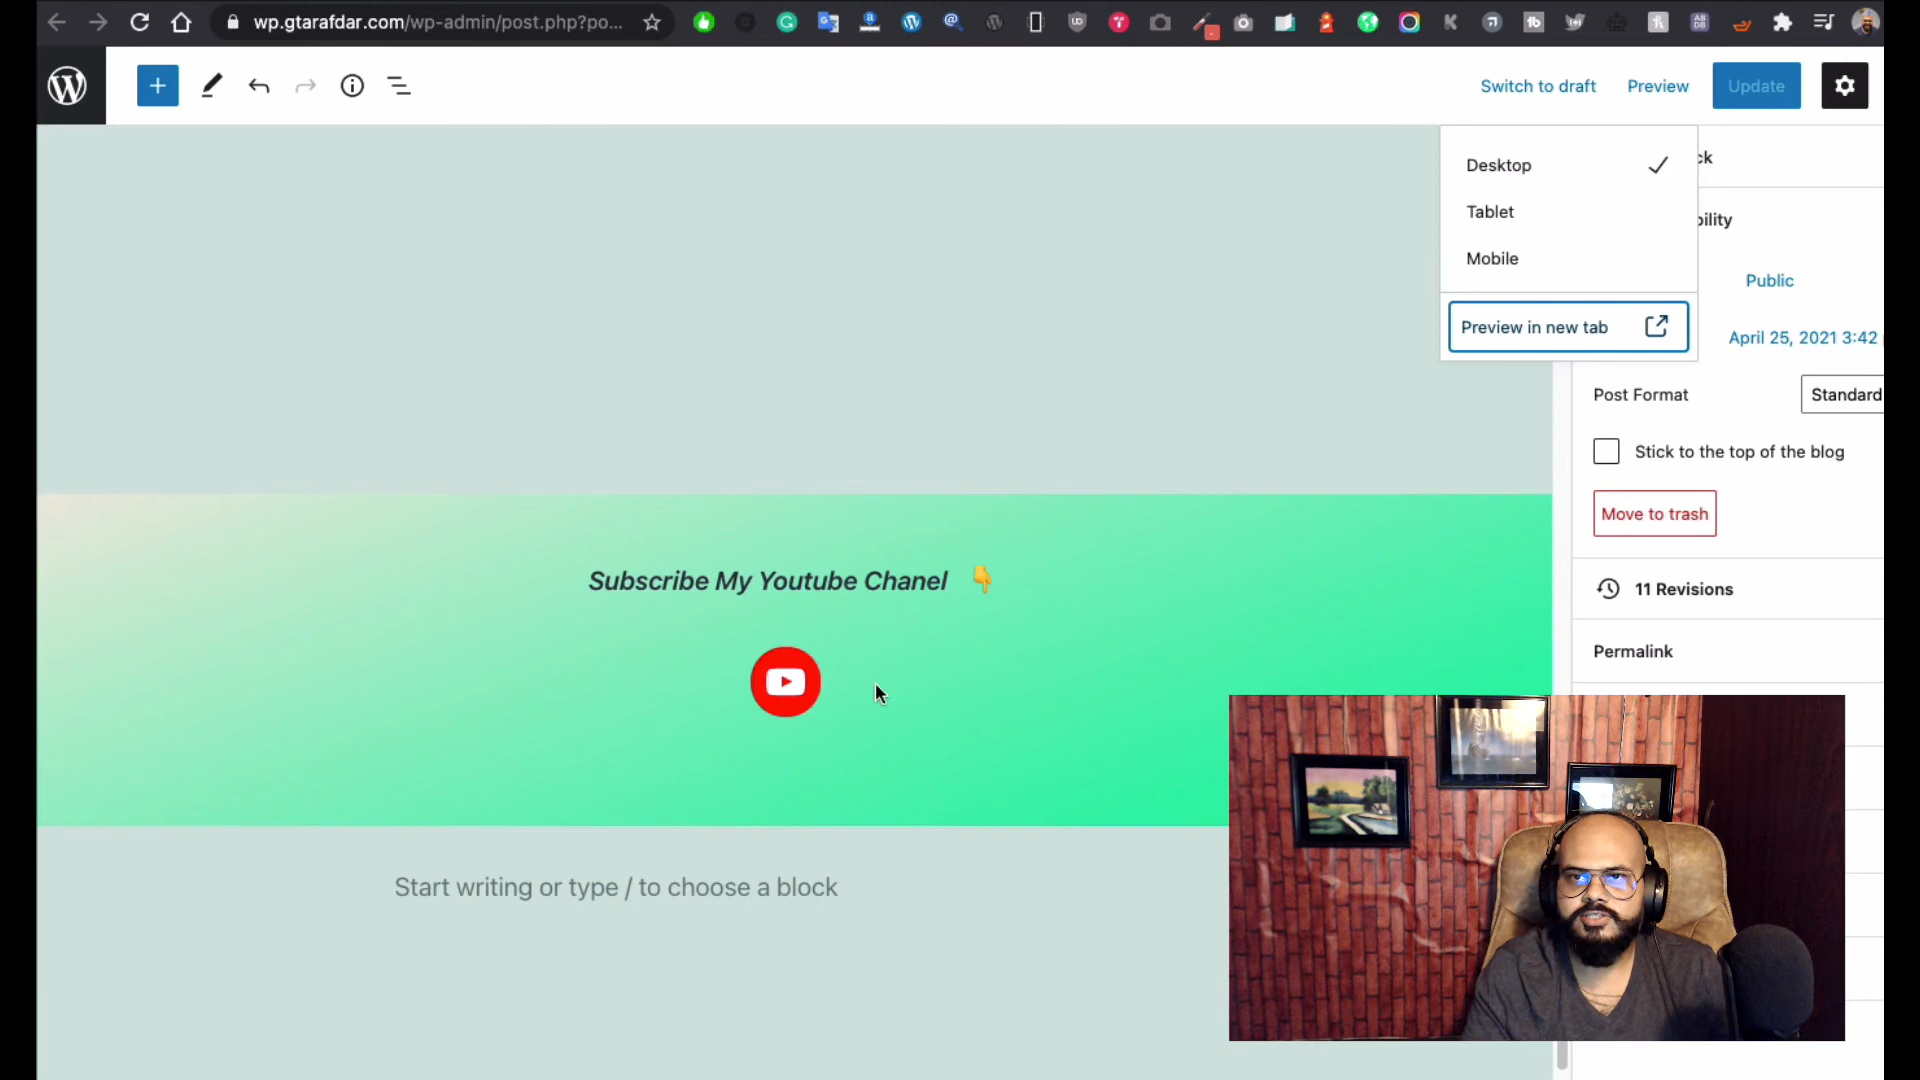 wp.gtarafdar.com/wp-admin/post.php?po...
Switch to draft
Preview
Update
Desktop
Tablet
Mobile
Preview in new tab
ck
bility
Public
April 25, 2021 3:42
Post Format
Standard
Stick to the top of the blog
Move to trash
11 Revisions
Permalink
Subscribe My Youtube Chanel 👇
Start writing or type / to choose a block